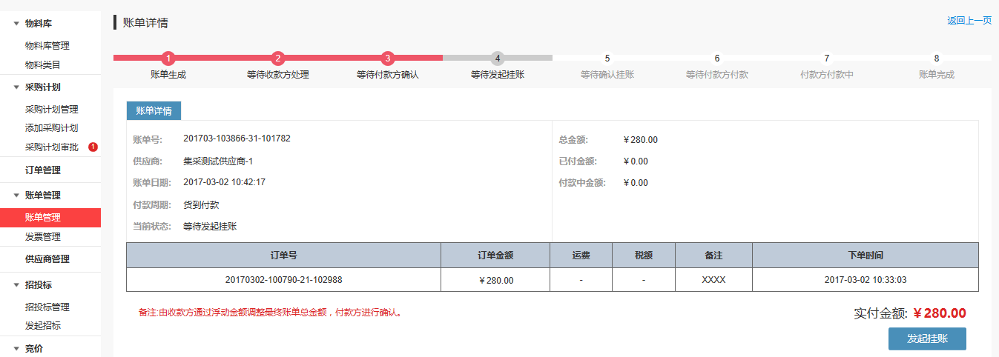 物料库
物料库管理
物料类目
采购计划
采购计划管理
添加采购计划
采购计划审批 1
订单管理
账单管理
账单管理
发票管理
供应商管理
招投标
招投标管理
发起招标
竞价
账单详情
返回上一页
1 2 3 4 5 6 7 8
账单生成 等待收款方处理 等待付款方确认 等待发起挂账 等待确认挂账 等待付款方付款 付款方付款中 账单完成
账单详情
账单号: 201703-103866-31-101782
供应商: 集采测试供应商-1
账单日期: 2017-03-02 10:42:17
付款周期: 货到付款
当前状态: 等待发起挂账
总金额: ¥280.00
已付金额: ¥0.00
付款中金额: ¥0.00
订单号 订单金额 运费 税额 备注 下单时间
20170302-100790-21-102988 ¥280.00 - - XXXX 2017-03-02 10:33:03
备注:由收款方通过浮动金额调整最终账单总金额，付款方进行确认。
实付金额: ¥280.00
发起挂账